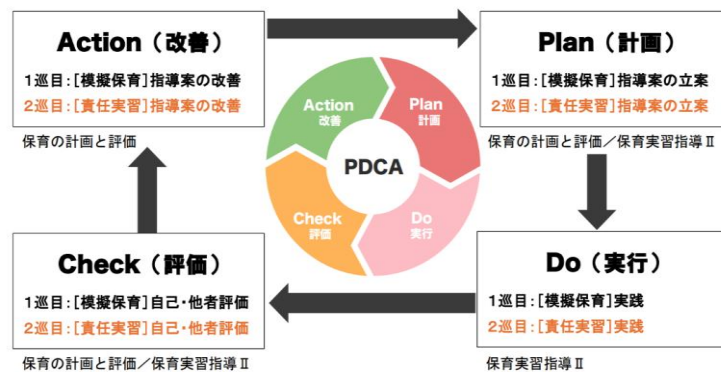 Action（改善）
1巡目：[模擬保育]指導案の改善
2巡目：[責任実習]指導案の改善
保育の計画と評価
Plan（計画）
1巡目：[模擬保育]指導案の立案
2巡目：[責任実習]指導案の立案
保育の計画と評価／保育実習指導Ⅱ
Action
改善
Plan
計画
PDCA
Check
評価
Do
実行
Check（評価）
1巡目：[模擬保育]自己・他者評価
2巡目：[責任実習]自己・他者評価
保育の計画と評価／保育実習指導Ⅱ
Do（実行）
1巡目：[模擬保育]実践
2巡目：[責任実習]実践
保育実習指導Ⅱ